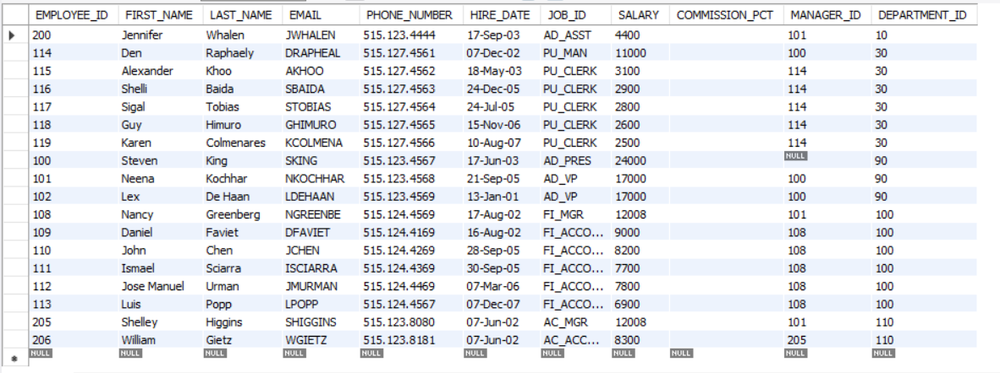 EMPLOYEE_ID FIRST_NAME LAST_NAME EMAIL PHONE_NUMBER HIRE_DATE JOB_ID SALARY COMMISSION_PCT MANAGER_ID DEPARTMENT_ID
200 Jennifer Whalen JWHALEN 515.123.4444 17-Sep-03 AD_ASST 4400 101 10
114 Den Raphaely DRAPHEAL 515.127.4561 07-Dec-02 PU_MAN 11000 100 30
115 Alexander Khoo AKHOO 515.127.4562 18-May-03 PU_CLERK 3100 114 30
116 Shelli Baida SBAIDA 515.127.4563 24-Dec-05 PU_CLERK 2900 114 30
117 Sigal Tobias STOBIAS 515.127.4564 24-Jul-05 PU_CLERK 2800 114 30
118 Guy Himuro GHIMURO 515.127.4565 15-Nov-06 PU_CLERK 2600 114 30
119 Karen Colmenares KCOLMENA 515.127.4566 10-Aug-07 PU_CLERK 2500 114 30
100 Steven King SKING 515.123.4567 17-Jun-03 AD_PRES 24000 NULL 90
101 Neena Kochhar NKOCHHAR 515.123.4568 21-Sep-05 AD_VP 17000 100 90
102 Lex De Haan LDEHAAN 515.123.4569 13-Jan-01 AD_VP 17000 100 90
108 Nancy Greenberg NGREENBE 515.124.4569 17-Aug-02 FI_MGR 12008 101 100
109 Daniel Faviet DFAVIET 515.124.4169 16-Aug-02 FI_ACCO... 9000 108 100
110 John Chen JCHEN 515.124.4269 28-Sep-05 FI_ACCO... 8200 108 100
111 Ismael Sciarra ISCIARRA 515.124.4369 30-Sep-05 FI_ACCO... 7700 108 100
112 Jose Manuel Urman JMURMAN 515.124.4469 07-Mar-06 FI_ACCO... 7800 108 100
113 Luis Popp LPOPP 515.124.4567 07-Dec-07 FI_ACCO... 6900 108 100
205 Shelley Higgins SHIGGINS 515.123.8080 07-Jun-02 AC_MGR 12008 101 110
206 William Gietz WGIETZ 515.123.8181 07-Jun-02 AC_ACC... 8300 205 110
NULL NULL NULL NULL NULL NULL NULL NULL NULL NULL NULL